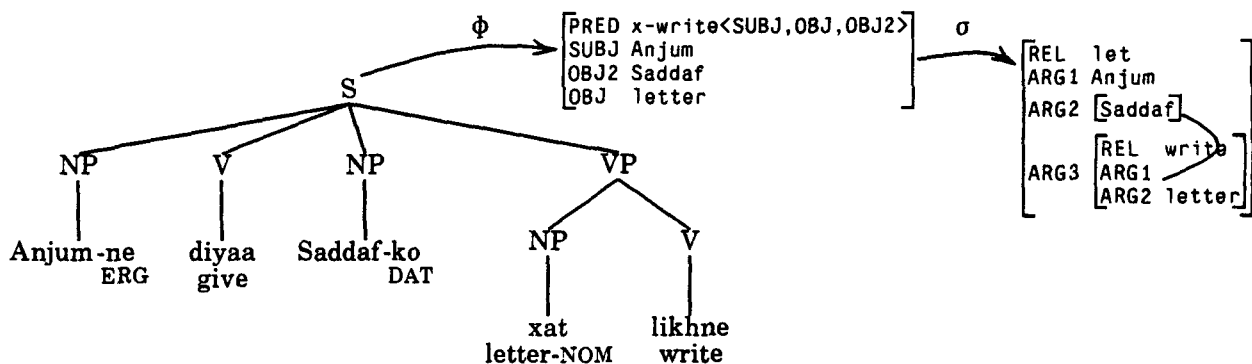 Φ
PRED x-write<SUBJ,OBJ,OBJ2>
SUBJ Anjum
OBJ2 Saddaf
OBJ letter
σ
REL let
ARG1 Anjum
ARG2 [Saddaf]
ARG3
REL write
ARG1
ARG2 letter
S
NP V NP VP
Anjum-ne diyaa Saddaf-ko
ERG give DAT
NP V
xat likhne
letter-NOM write